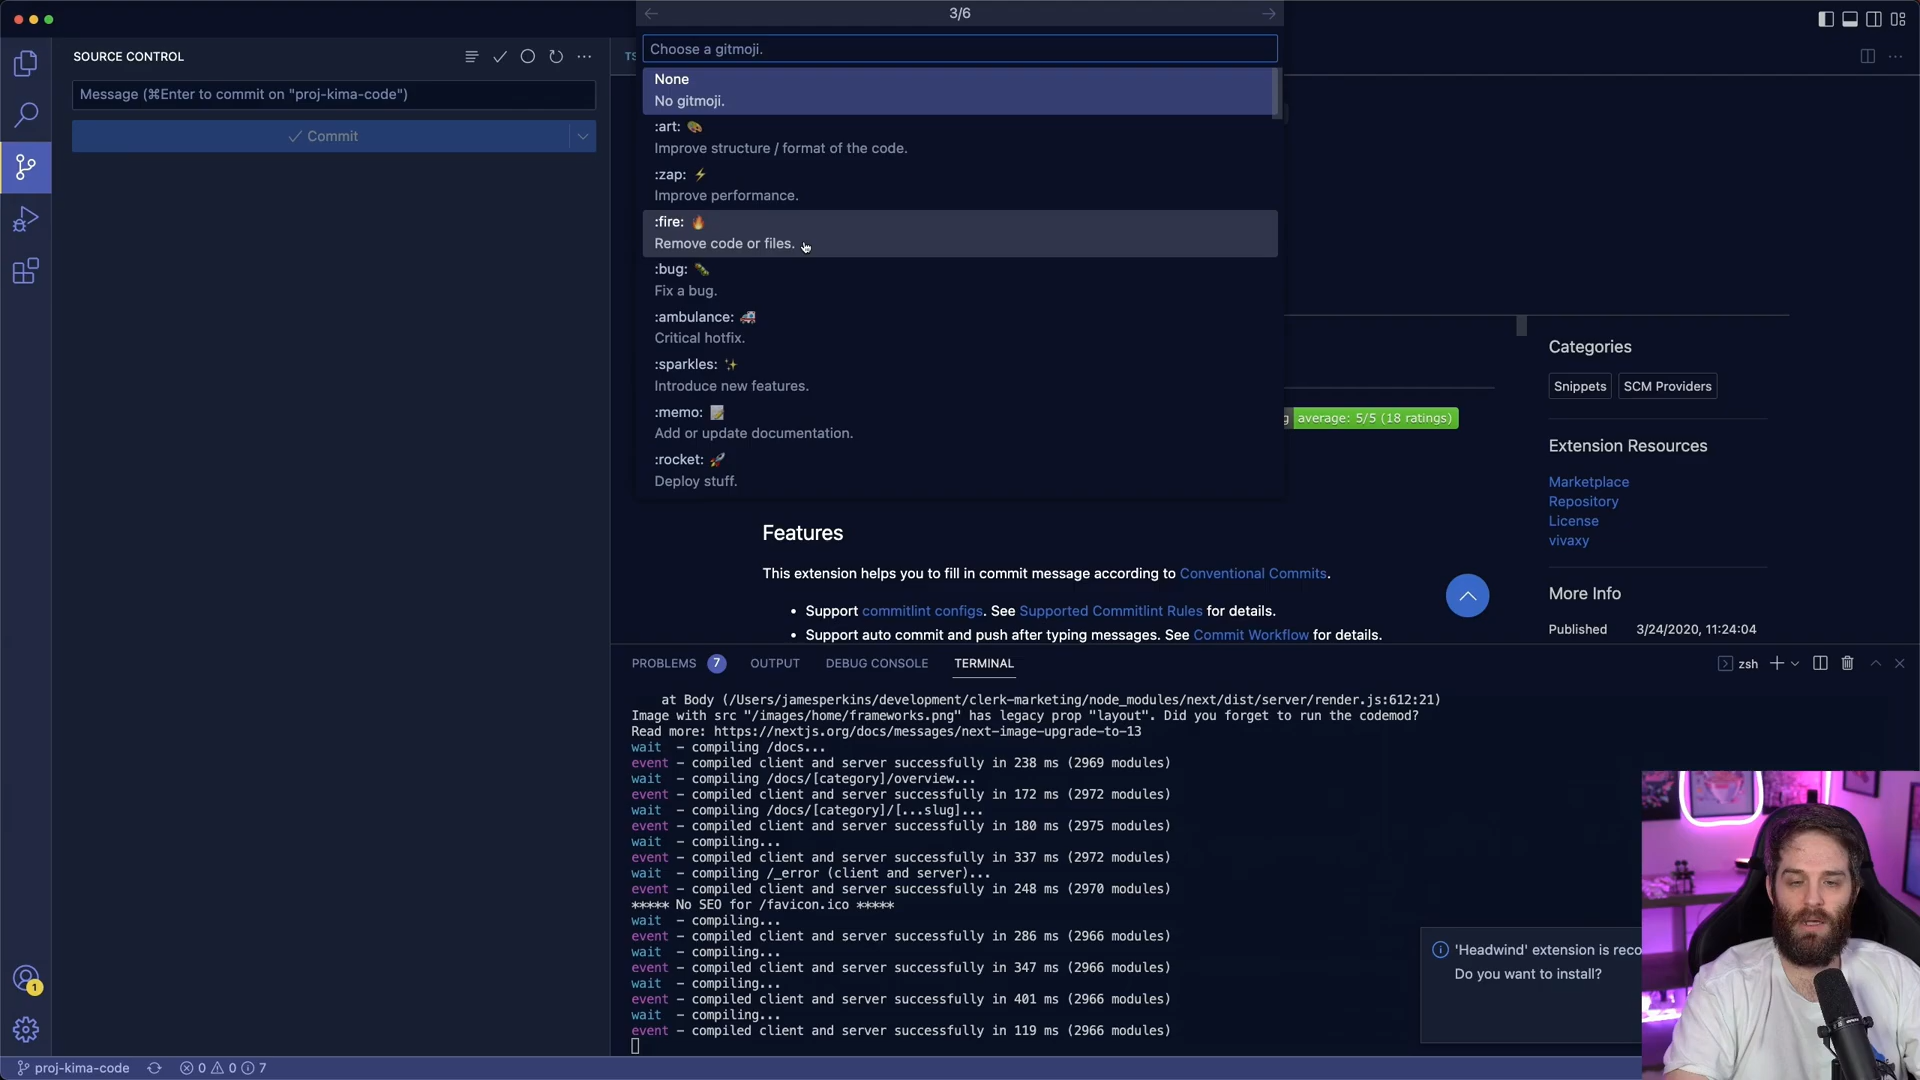 3/6
SOURCE CONTROL
Message (⌘Enter to commit on "proj-kima-code")
Commit
TS
Choose a gitmoji.
None
No gitmoji.
:art: 🎨
Improve structure / format of the code.
:zap: ⚡
Improve performance.
:fire: 🔥
Remove code or files.
:bug: 🐛
Fix a bug.
:ambulance: 🚑
Critical hotfix.
:sparkles: ✨
Introduce new features.
:memo: 📝
Add or update documentation.
:rocket: 🚀
Deploy stuff.
g average: 5/5 (18 ratings)
Features
This extension helps you to fill in commit message according to Conventional Commits.
• Support commitlint configs. See Supported Commitlint Rules for details.
• Support auto commit and push after typing messages. See Commit Workflow for details.
Categories
Snippets
SCM Providers
Extension Resources
Marketplace
Repository
License
vivaxy
More Info
Published 3/24/2020, 11:24:04
PROBLEMS 7 OUTPUT DEBUG CONSOLE TERMINAL
zsh
at Body (/Users/jamesperkins/development/clerk-marketing/node_modules/next/dist/server/render.js:612:21)
Image with src "/images/home/frameworks.png" has legacy prop "layout". Did you forget to run the codemod?
Read more: https://nextjs.org/docs/messages/next-image-upgrade-to-13
wait - compiling /docs...
event - compiled client and server successfully in 238 ms (2969 modules)
wait - compiling /docs/[category]/overview...
event - compiled client and server successfully in 172 ms (2972 modules)
wait - compiling /docs/[category]/[...slug]...
event - compiled client and server successfully in 180 ms (2975 modules)
wait - compiling...
event - compiled client and server successfully in 337 ms (2972 modules)
wait - compiling /_error (client and server)...
event - compiled client and server successfully in 248 ms (2970 modules)
***** No SEO for /favicon.ico *****
wait - compiling...
event - compiled client and server successfully in 286 ms (2966 modules)
wait - compiling...
event - compiled client and server successfully in 347 ms (2966 modules)
wait - compiling...
event - compiled client and server successfully in 401 ms (2966 modules)
wait - compiling...
event - compiled client and server successfully in 119 ms (2966 modules)
'Headwind' extension is reco
Do you want to install?
1
proj-kima-code 0 0 7